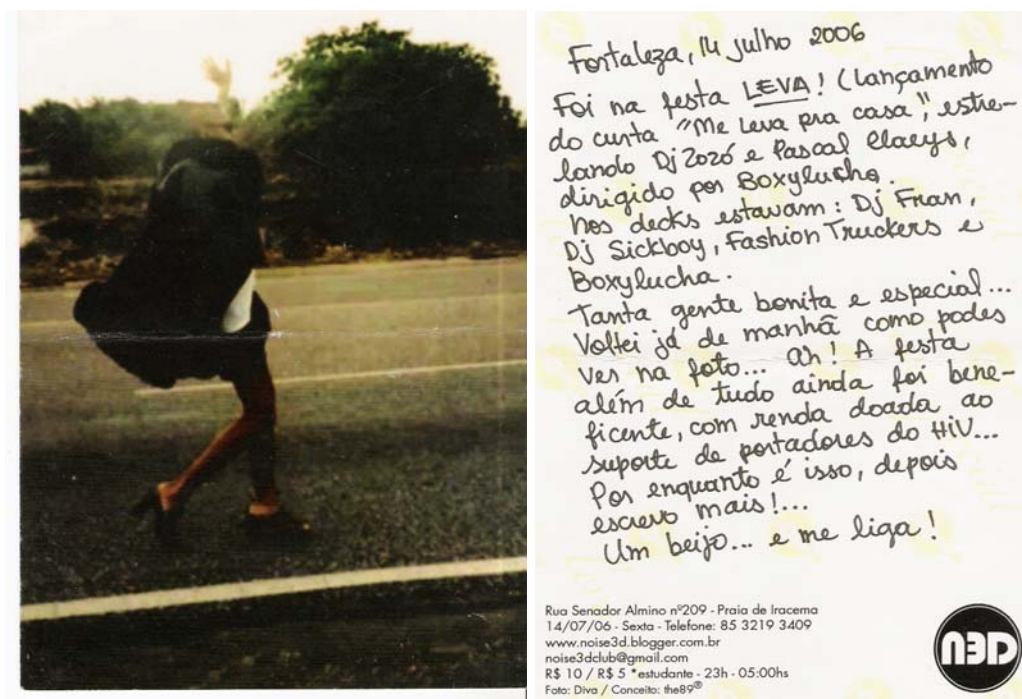 Fortaleza, 14 julho 2006
Foi na festa LEVA! (lançamento
do curta "Me Leva pra casa", estre-
lando Dj Zozó e Pascal Claeys,
dirigido por Boxylucha.
Nos decks estavam: Dj Fran,
Dj Sickboy, Fashion Truckers e
Boxylucha.
Tanta gente bonita e especial...
Voltei já de manhã como podes
ver na foto... ah! A festa
além de tudo ainda foi bene-
ficente, com renda doada ao
suporte de portadores do HiV...
Por enquanto é isso, depois
escrevo mais!...
Um beijo... e me liga!
Rua Senador Almino nº209 - Praia de Iracema
14/07/06 - Sexta - Telefone: 85 3219 3409
www.noise3d.blogger.com.br
noise3dclub@gmail.com
R$ 10 / R$ 5 *estudante - 23h - 05:00hs
Foto: Diva / Conceito: the89®
N3D